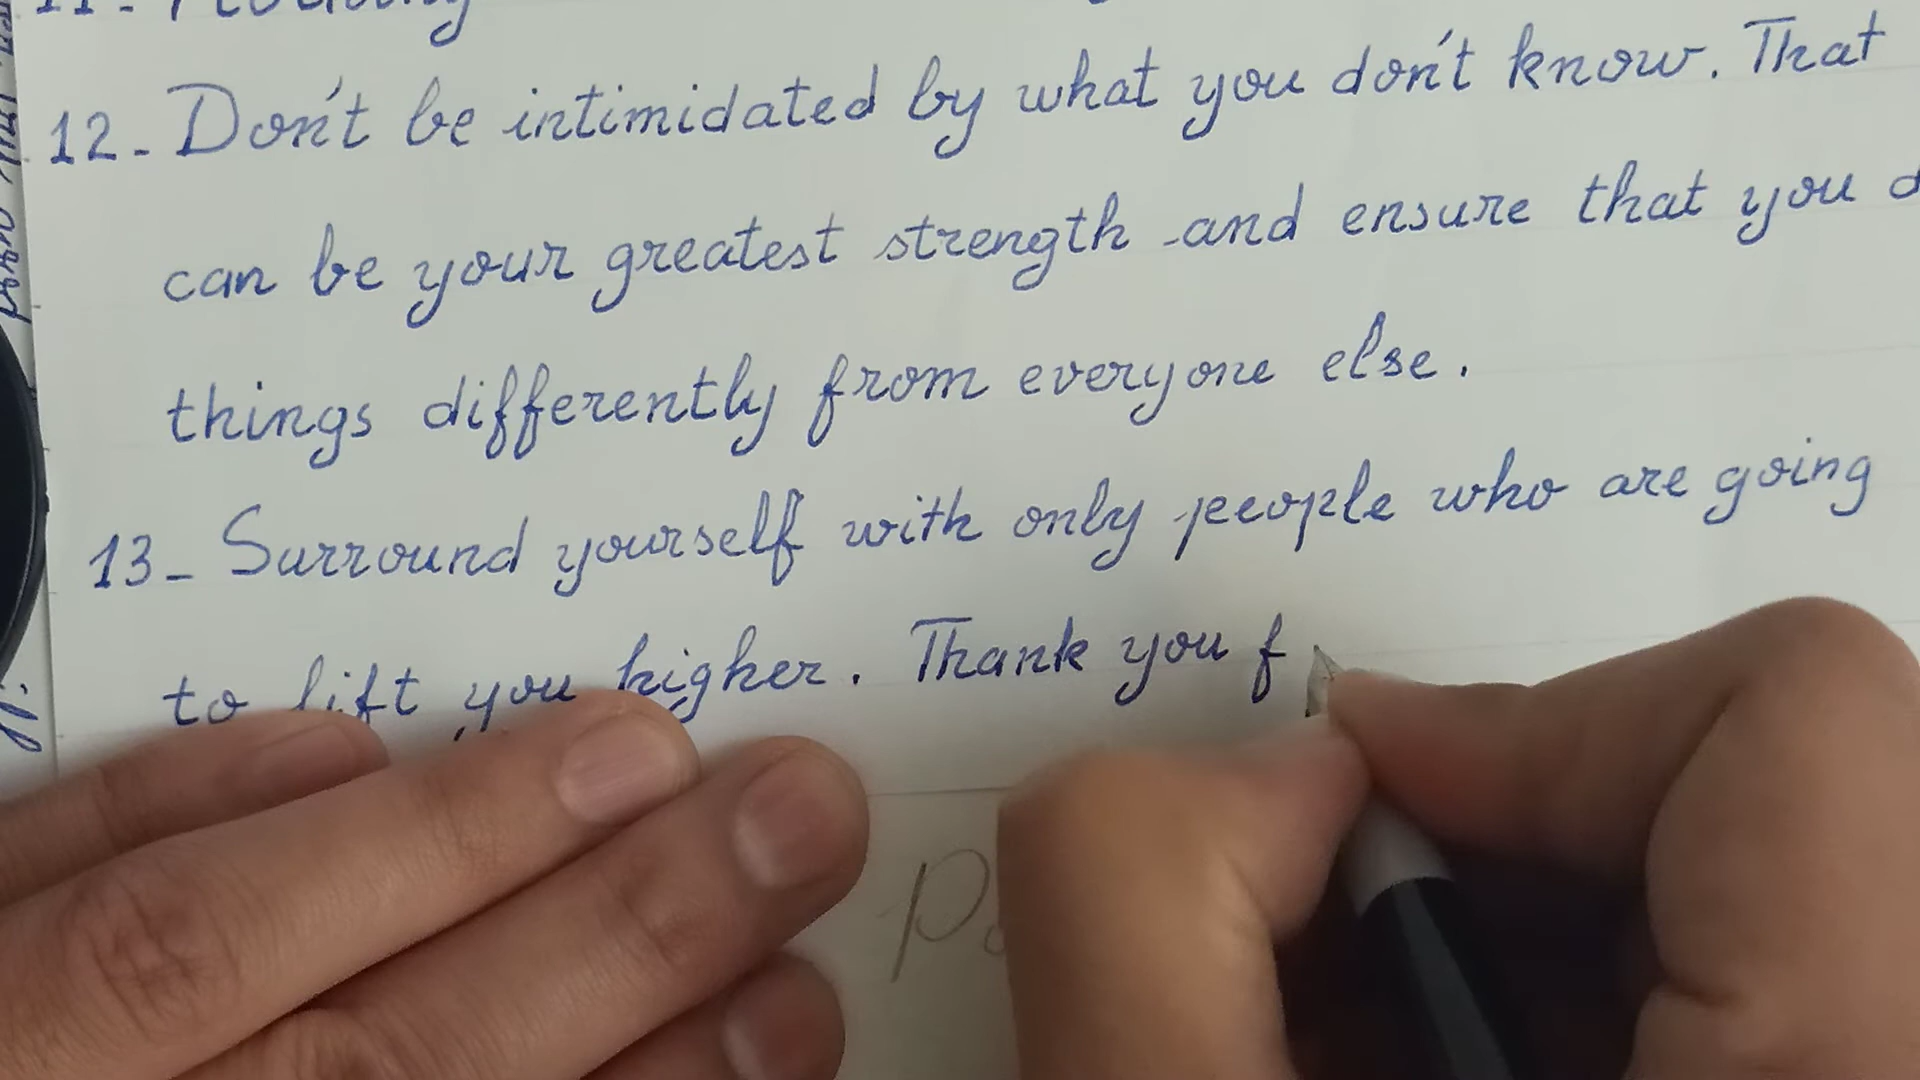 12- Don't be intimidated by what you don't know. That
can be your greatest strength and ensure that you
things differently from everyone else.
13- Surround yourself with only people who are going
to lift you higher. Thank you f